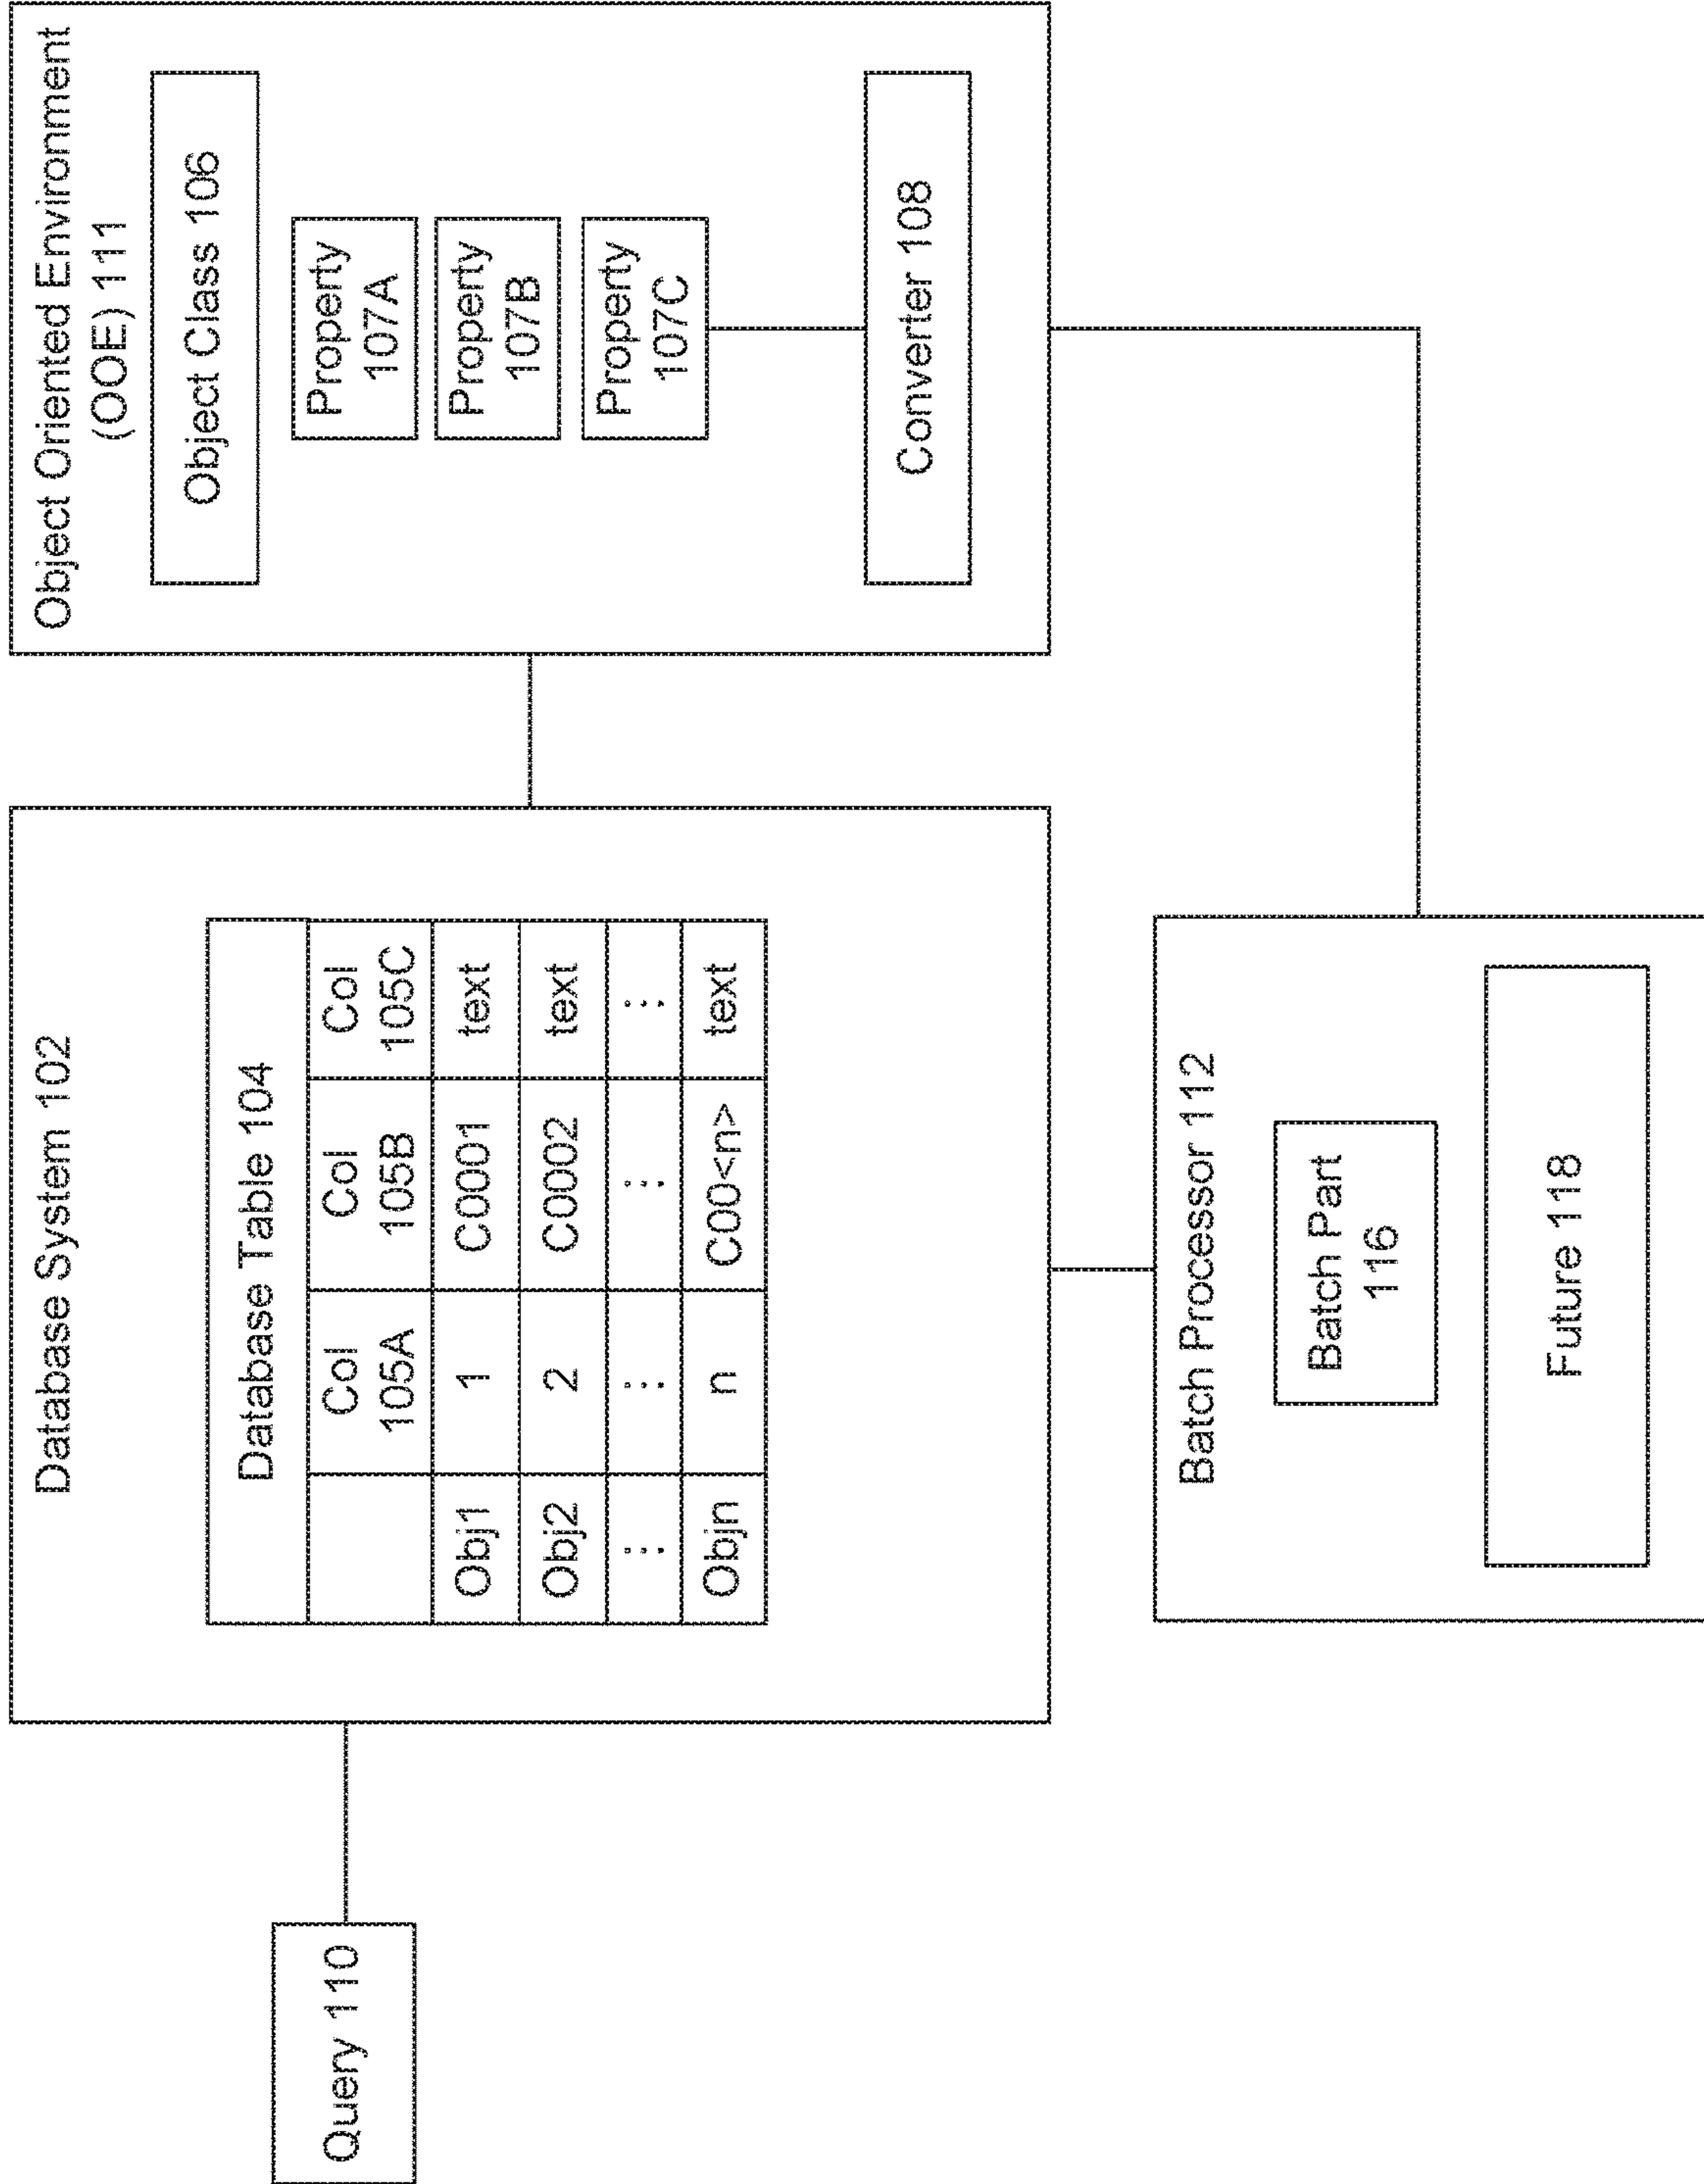 Query 110
Database System 102
Database Table 104
Col 105A
Col 105B
Col 105C
Obj1 1 C0001 text
Obj2 2 C0002 text
: : : :
Objn n C00<n> text
Object Oriented Environment
(OOE) 111
Object Class 106
Property
107A
Property
107B
Property
107C
Converter 108
Batch Processor 112
Batch Part
116
Future 118